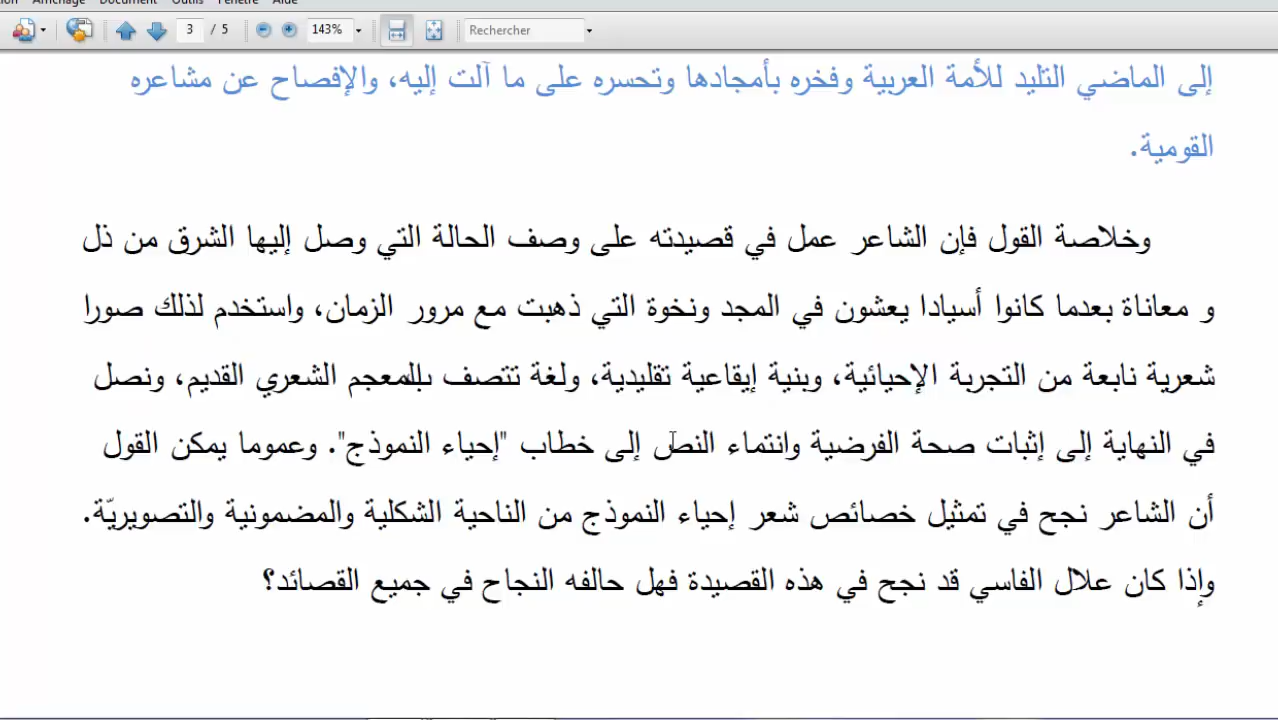 Affichage Document Outils Fenêtre Aide
3 / 5 143% Rechercher
إلى الماضي التليد للأمة العربية وفخره بأمجادها وتحسره على ما آلت إليه، والإفصاح عن مشاعره
القومية.
وخلاصة القول فإن الشاعر عمل في قصيدته على وصف الحالة التي وصل إليها الشرق من ذل
و معاناة بعدما كانوا أسيادا يعشون في المجد ونخوة التي ذهبت مع مرور الزمان، واستخدم لذلك صورا
شعرية نابعة من التجربة الإحيائية، وبنية إيقاعية تقليدية، ولغة تتصف بالمعجم الشعري القديم، ونصل
في النهاية إلى إثبات صحة الفرضية وانتماء النص إلى خطاب "إحياء النموذج". وعموما يمكن القول
أن الشاعر نجح في تمثيل خصائص شعر إحياء النموذج من الناحية الشكلية والمضمونية والتصويريّة.
وإذا كان علال الفاسي قد نجح في هذه القصيدة فهل حالفه النجاح في جميع القصائد؟